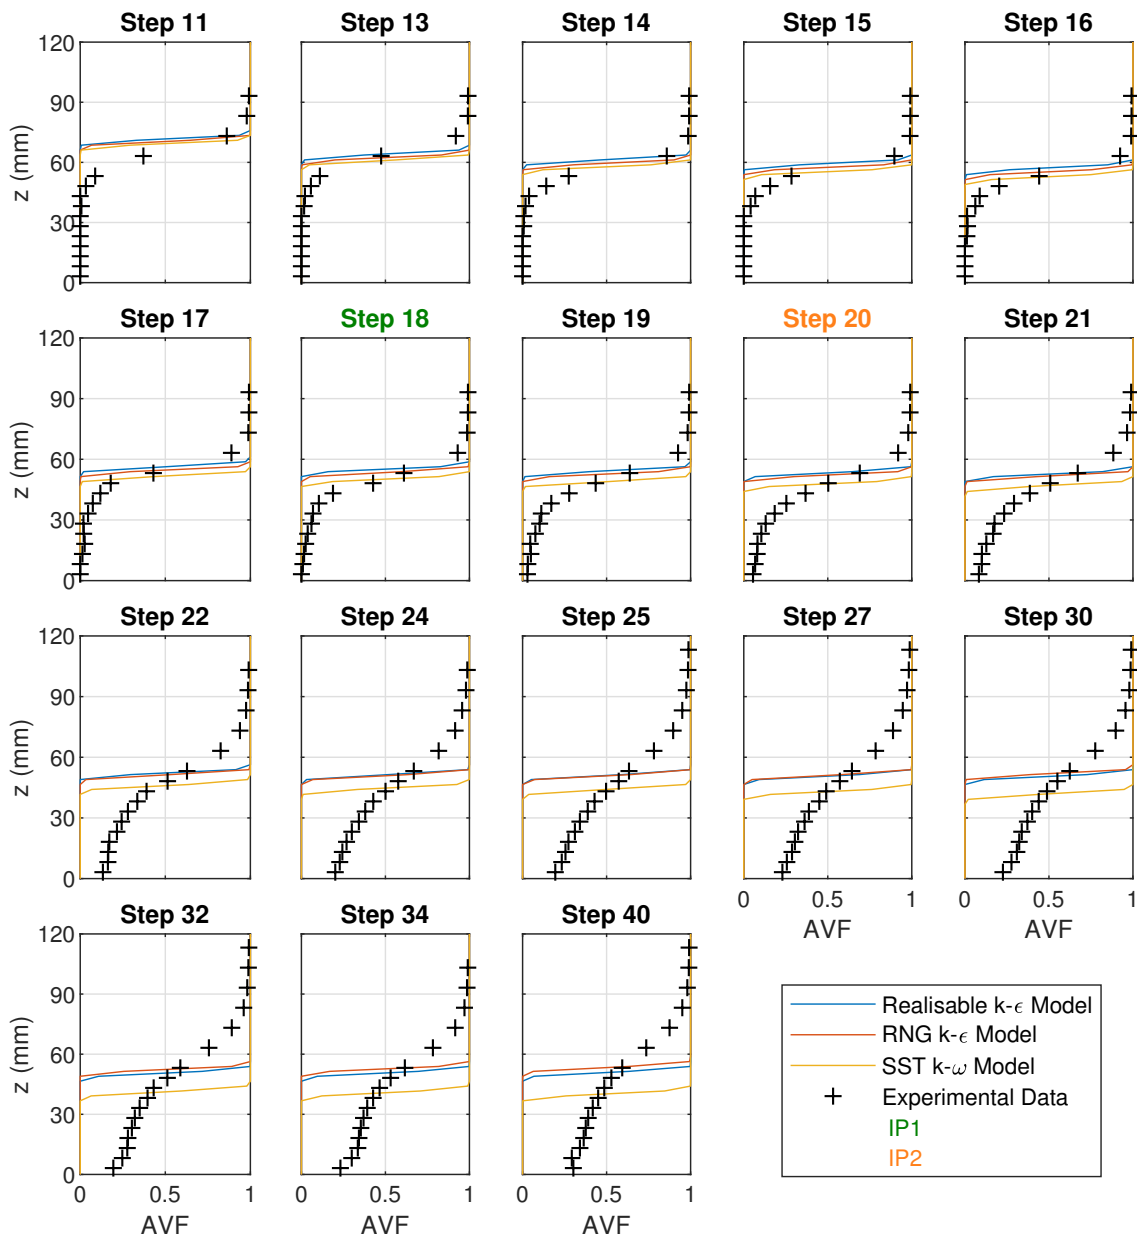 Step 11 Step 13 Step 14 Step 15 Step 16
120
90
60
30
0
z (mm)
0 0.5 1
Step 17 Step 18 Step 19 Step 20 Step 21
120
90
60
30
0
z (mm)
Step 22 Step 24 Step 25 Step 27 Step 30
120
90
60
30
0
z (mm)
0 0.5 1 0 0.5 1
AVF AVF
Step 32 Step 34 Step 40
120
90
60
30
0
z (mm)
0 0.5 1 0 0.5 1 0 0.5 1
AVF AVF AVF
Realisable k-ϵ Model
RNG k-ϵ Model
SST k-ω Model
Experimental Data
IP1
IP2